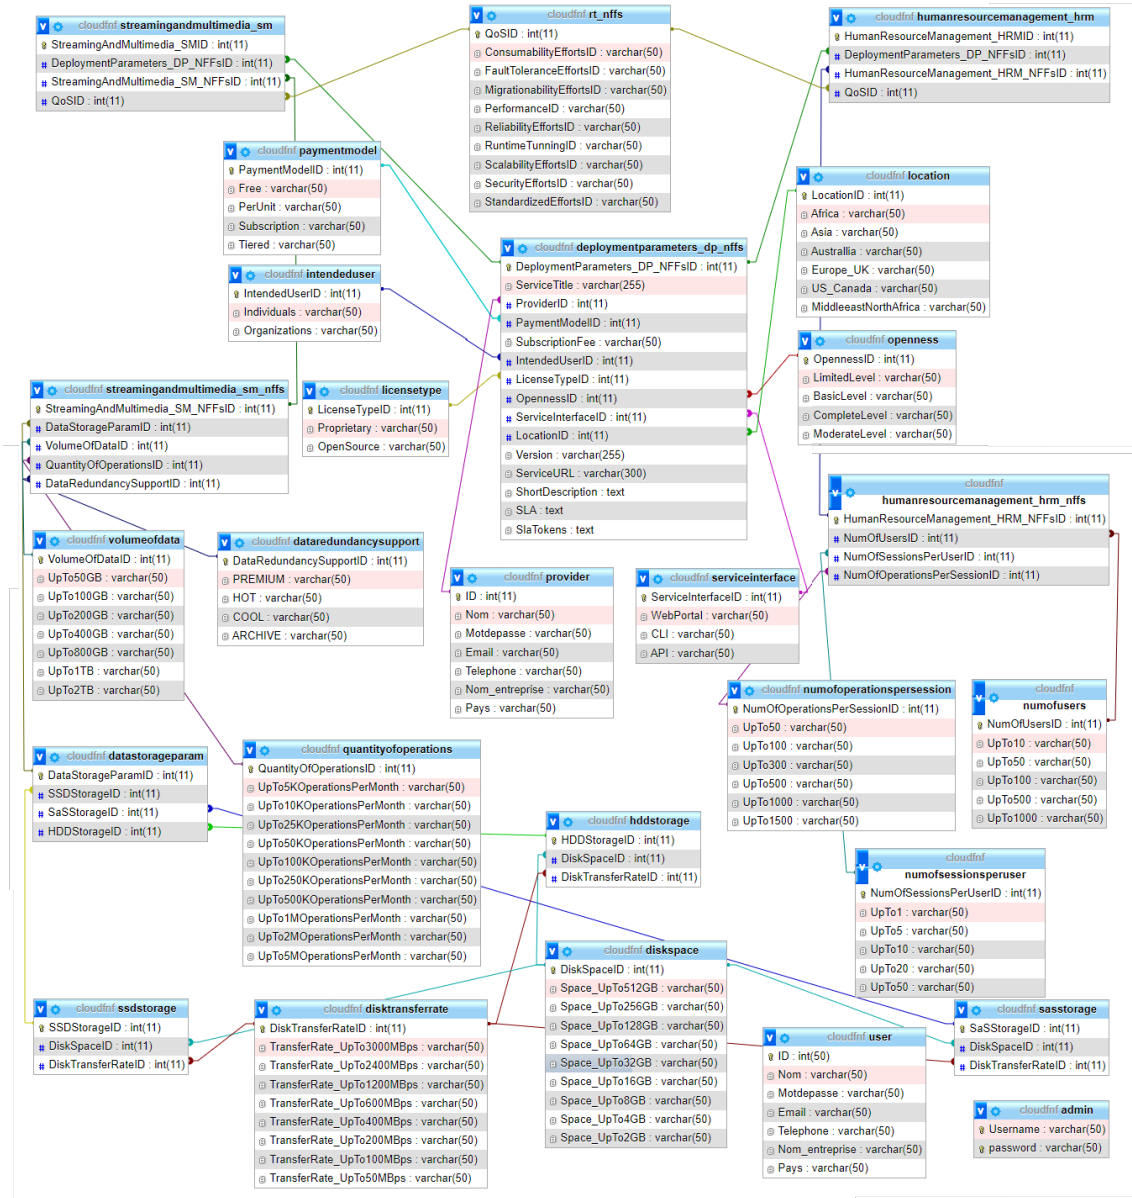 cloudfnf streamingandmultimedia_sm
StreamingAndMultimedia_SMID : int(11)
DeploymentParameters_DP_NFFsID : int(11)
StreamingAndMultimedia_SM_NFFsID : int(11)
QoSID : int(11)
cloudfnf rt_nffs
QoSID : int(11)
ConsumabilityEffortsID : varchar(50)
FaultToleranceEffortsID : varchar(50)
MigrationabilityEffortsID : varchar(50)
PerformanceID : varchar(50)
ReliabilityEffortsID : varchar(50)
RuntimeTunningID : varchar(50)
ScalabilityEffortsID : varchar(50)
SecurityEffortsID : varchar(50)
StandardizedEffortsID : varchar(50)
cloudfnf humanresourcemanagement_hrm
HumanResourceManagement_HRMID : int(11)
DeploymentParameters_DP_NFFsID : int(11)
HumanResourceManagement_HRM_NFFsID : int(11)
QoSID : int(11)
cloudfnf paymentmodel
PaymentModelID : int(11)
Free : varchar(50)
PerUnit : varchar(50)
Subscription : varchar(50)
Tiered : varchar(50)
cloudfnf location
LocationID : int(11)
Africa : varchar(50)
Asia : varchar(50)
Australlia : varchar(50)
Europe_UK : varchar(50)
US_Canada : varchar(50)
MiddleeastNorthAfrica : varchar(50)
cloudfnf deploymentparameters_dp_nffs
DeploymentParameters_DP_NFFsID : int(11)
ServiceTitle : varchar(255)
ProviderID : int(11)
PaymentModelID : int(11)
SubscriptionFee : varchar(50)
IntendedUserID : int(11)
LicenseTypeID : int(11)
OpennessID : int(11)
ServiceInterfaceID : int(11)
LocationID : int(11)
Version : varchar(255)
ServiceURL : varchar(300)
ShortDescription : text
SLA : text
SlaTokens : text
cloudfnf intendeduser
IntendedUserID : int(11)
Individuals : varchar(50)
Organizations : varchar(50)
cloudfnf openness
OpennessID : int(11)
LimitedLevel : varchar(50)
BasicLevel : varchar(50)
CompleteLevel : varchar(50)
ModerateLevel : varchar(50)
cloudfnf streamingandmultimedia_sm_nffs
StreamingAndMultimedia_SM_NFFsID : int(11)
DataStorageParamID : int(11)
VolumeOfDataID : int(11)
QuantityOfOperationsID : int(11)
DataRedundancySupportID : int(11)
cloudfnf licensetype
LicenseTypeID : int(11)
Proprietary : varchar(50)
OpenSource : varchar(50)
cloudfnf
humanresourcemanagement_hrm_nffs
HumanResourceManagement_HRM_NFFsID : int(11)
NumOfUsersID : int(11)
NumOfSessionsPerUserID : int(11)
NumOfOperationsPerSessionID : int(11)
cloudfnf volumeofdata
VolumeOfDataID : int(11)
UpTo50GB : varchar(50)
UpTo100GB : varchar(50)
UpTo200GB : varchar(50)
UpTo400GB : varchar(50)
UpTo800GB : varchar(50)
UpTo1TB : varchar(50)
UpTo2TB : varchar(50)
cloudfnf dataredundancysupport
DataRedundancySupportID : int(11)
PREMIUM : varchar(50)
HOT : varchar(50)
COOL : varchar(50)
ARCHIVE : varchar(50)
cloudfnf provider
ID : int(11)
Nom : varchar(50)
Motdepasse : varchar(50)
Email : varchar(50)
Telephone : varchar(50)
Nom_entreprise : varchar(50)
Pays : varchar(50)
cloudfnf serviceinterface
ServiceInterfaceID : int(11)
WebPortal : varchar(50)
CLI : varchar(50)
API : varchar(50)
cloudfnf numofoperationspersession
NumOfOperationsPerSessionID : int(11)
UpTo50 : varchar(50)
UpTo100 : varchar(50)
UpTo300 : varchar(50)
UpTo500 : varchar(50)
UpTo1000 : varchar(50)
UpTo1500 : varchar(50)
cloudfnf
numofusers
NumOfUsersID : int(11)
UpTo10 : varchar(50)
UpTo50 : varchar(50)
UpTo100 : varchar(50)
UpTo500 : varchar(50)
UpTo1000 : varchar(50)
cloudfnf datastorageparam
DataStorageParamID : int(11)
SSDStorageID : int(11)
SaSStorageID : int(11)
HDDStorageID : int(11)
cloudfnf quantityofoperations
QuantityOfOperationsID : int(11)
UpTo5KOperationsPerMonth : varchar(50)
UpTo10KOperationsPerMonth : varchar(50)
UpTo25KOperationsPerMonth : varchar(50)
UpTo50KOperationsPerMonth : varchar(50)
UpTo100KOperationsPerMonth : varchar(50)
UpTo250KOperationsPerMonth : varchar(50)
UpTo500KOperationsPerMonth : varchar(50)
UpTo1MOperationsPerMonth : varchar(50)
UpTo2MOperationsPerMonth : varchar(50)
UpTo5MOperationsPerMonth : varchar(50)
cloudfnf hddstorage
HDDStorageID : int(11)
DiskSpaceID : int(11)
DiskTransferRateID : int(11)
cloudfnf
numofsessionsperuser
NumOfSessionsPerUserID : int(11)
UpTo1 : varchar(50)
UpTo5 : varchar(50)
UpTo10 : varchar(50)
UpTo20 : varchar(50)
UpTo50 : varchar(50)
cloudfnf diskspace
DiskSpaceID : int(11)
Space_UpTo512GB : varchar(50)
Space_UpTo256GB : varchar(50)
Space_UpTo128GB : varchar(50)
Space_UpTo64GB : varchar(50)
Space_UpTo32GB : varchar(50)
Space_UpTo16GB : varchar(50)
Space_UpTo8GB : varchar(50)
Space_UpTo4GB : varchar(50)
Space_UpTo2GB : varchar(50)
cloudfnf ssdstorage
SSDStorageID : int(11)
DiskSpaceID : int(11)
DiskTransferRateID : int(11)
cloudfnf disktransferrate
DiskTransferRateID : int(11)
TransferRate_UpTo3000MBps : varchar(50)
TransferRate_UpTo2400MBps : varchar(50)
TransferRate_UpTo1200MBps : varchar(50)
TransferRate_UpTo600MBps : varchar(50)
TransferRate_UpTo400MBps : varchar(50)
TransferRate_UpTo200MBps : varchar(50)
TransferRate_UpTo100MBps : varchar(50)
TransferRate_UpTo50MBps : varchar(50)
cloudfnf user
ID : int(50)
Nom : varchar(50)
Motdepasse : varchar(50)
Email : varchar(50)
Telephone : varchar(50)
Nom_entreprise : varchar(50)
Pays : varchar(50)
cloudfnf sasstorage
SaSStorageID : int(11)
DiskSpaceID : int(11)
DiskTransferRateID : int(11)
cloudfnf admin
Username : varchar(50)
password : varchar(50)